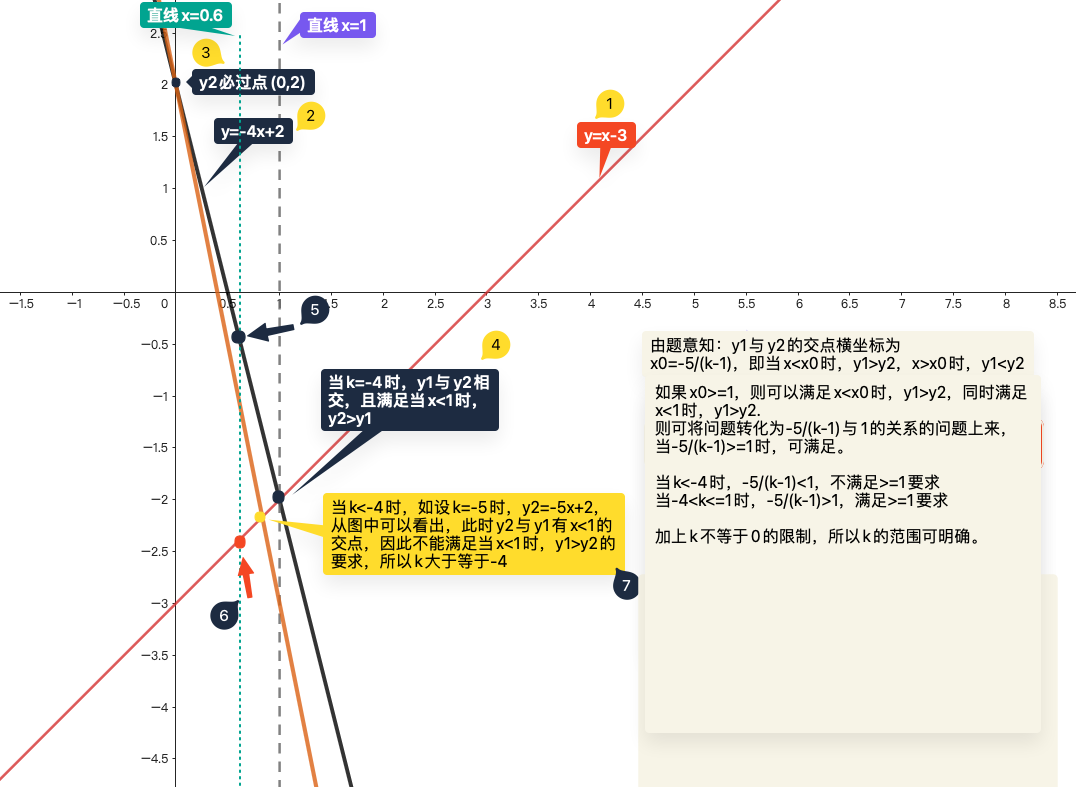 直线 x=0.6
直线 x=1
3
y2必过点 (0,2)
2
y=-4x+2
1
y=x-3
2.5
2
1.5
1
0.5
−1.5
−1
−0.5
0
0.5
1.5
2
2.5
3
3.5
4
4.5
5
5.5
6
6.5
7
7.5
8
8.5
−0.5
−1
−1.5
−2
−2.5
−3
−3.5
−4
−4.5
5
4
当k=-4时，y1与y2相
交，且满足当x<1时，
y2>y1
当k<-4时，如设k=-5时，y2=-5x+2，
从图中可以看出，此时y2与y1有x<1的
交点，因此不能满足当x<1时，y1>y2的
要求，所以k大于等于-4
6
7
由题意知：y1与y2的交点横坐标为
x0=-5/(k-1)，即当x<x0时，y1>y2，x>x0时，y1<y2
如果x0>=1，则可以满足x<x0时，y1>y2，同时满足
x<1时，y1>y2.
则可将问题转化为-5/(k-1)与1的关系的问题上来，
当-5/(k-1)>=1时，可满足。
当k<-4时，-5/(k-1)<1，不满足>=1要求
当-4<k<=1时，-5/(k-1)>1，满足>=1要求
加上k不等于0的限制，所以k的范围可明确。